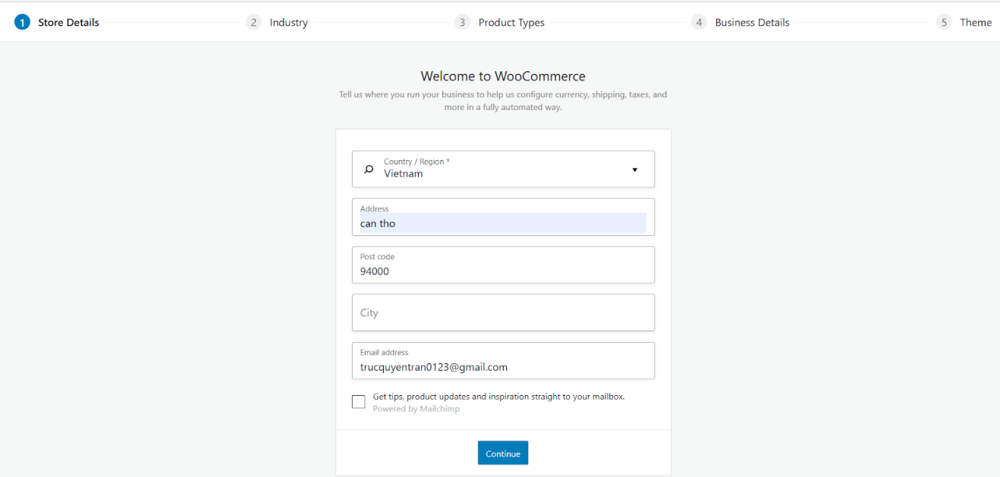 1 Store Details 2 Industry 3 Product Types 4 Business Details 5 Theme
Welcome to WooCommerce
Tell us where you run your business to help us configure currency, shipping, taxes, and
more in a fully automated way.
Country / Region *
Vietnam
Address
can tho
Post code
94000
City
Email address
trucquyentran0123@gmail.com
Get tips, product updates and inspiration straight to your mailbox.
Powered by Mailchimp
Continue